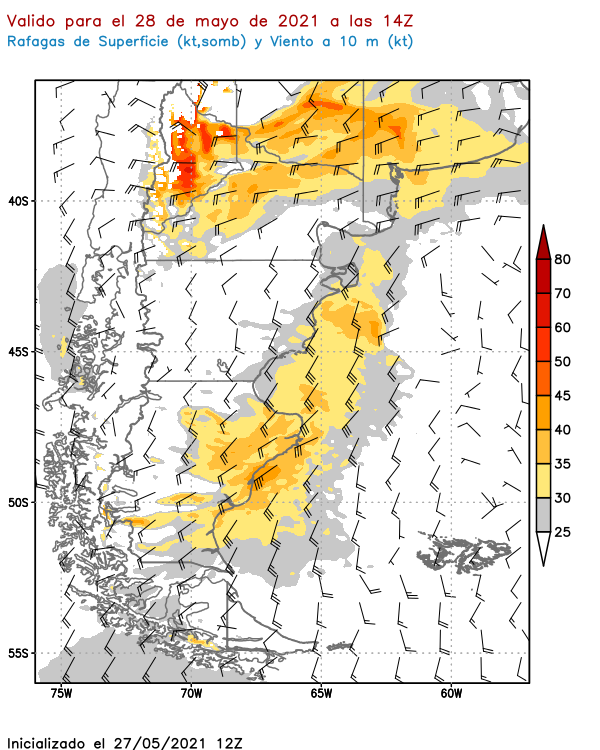 Valido para el 28 de mayo de 2021 a las 14Z
Rafagas de Superficie (kt,somb) y Viento a 10 m (kt)
40S
45S
50S
55S
75W 70W 65W 60W
80
70
60
50
45
40
35
30
25
Inicializado el 27/05/2021 12Z